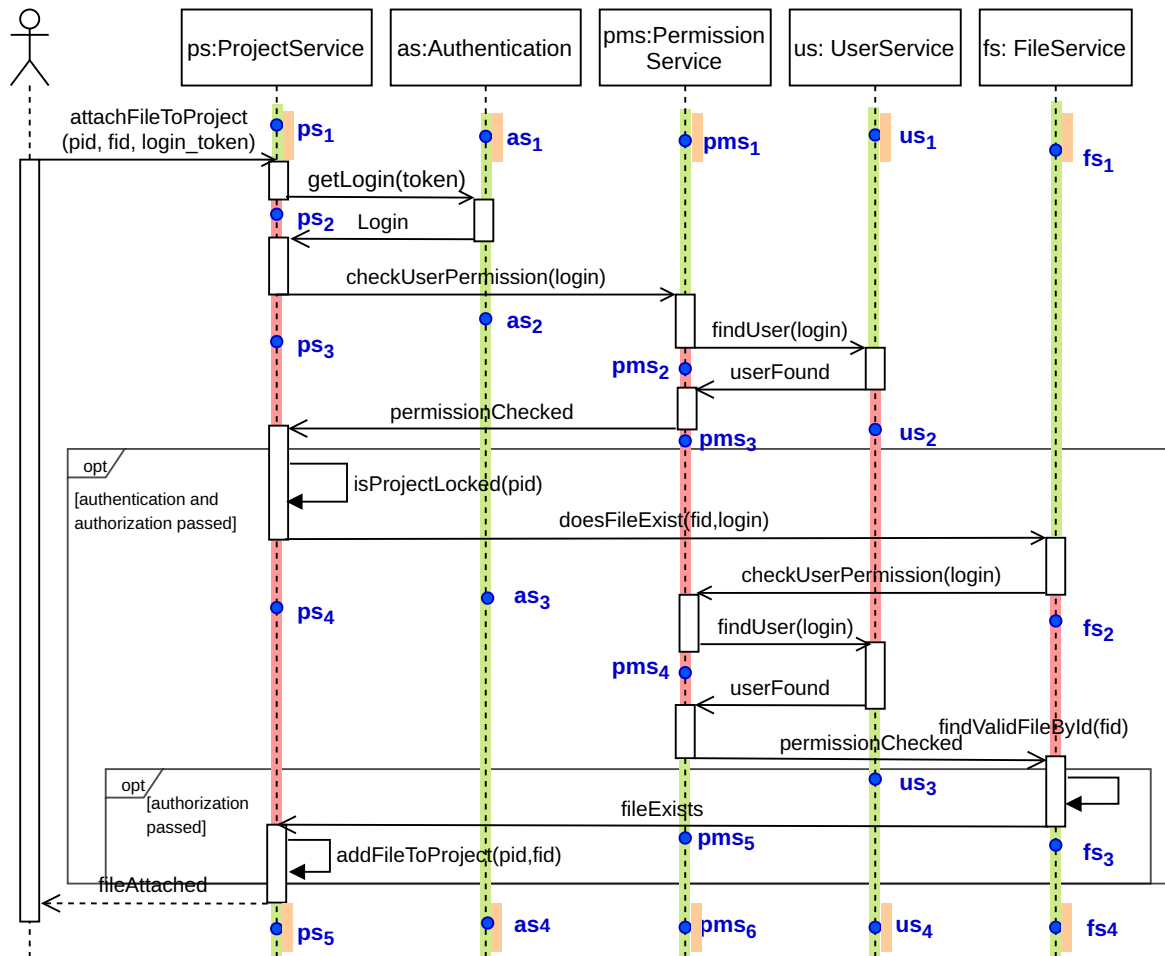 ps:ProjectService
as:Authentication
pms:Permission
Service
us: UserService
fs: FileService
attachFileToProject
(pid, fid, login_token)
ps1
as1
pms1
us1
fs1
getLogin(token)
ps2
Login
checkUserPermission(login)
as2
ps3
findUser(login)
pms2
userFound
permissionChecked
us2
pms3
opt
[authentication and
authorization passed]
isProjectLocked(pid)
doesFileExist(fid,login)
checkUserPermission(login)
as3
ps4
findUser(login)
fs2
pms4
userFound
findValidFileById(fid)
permissionChecked
opt
[authorization
passed]
us3
fileExists
pms5
fs3
addFileToProject(pid,fid)
fileAttached
ps5
as4
pms6
us4
fs4